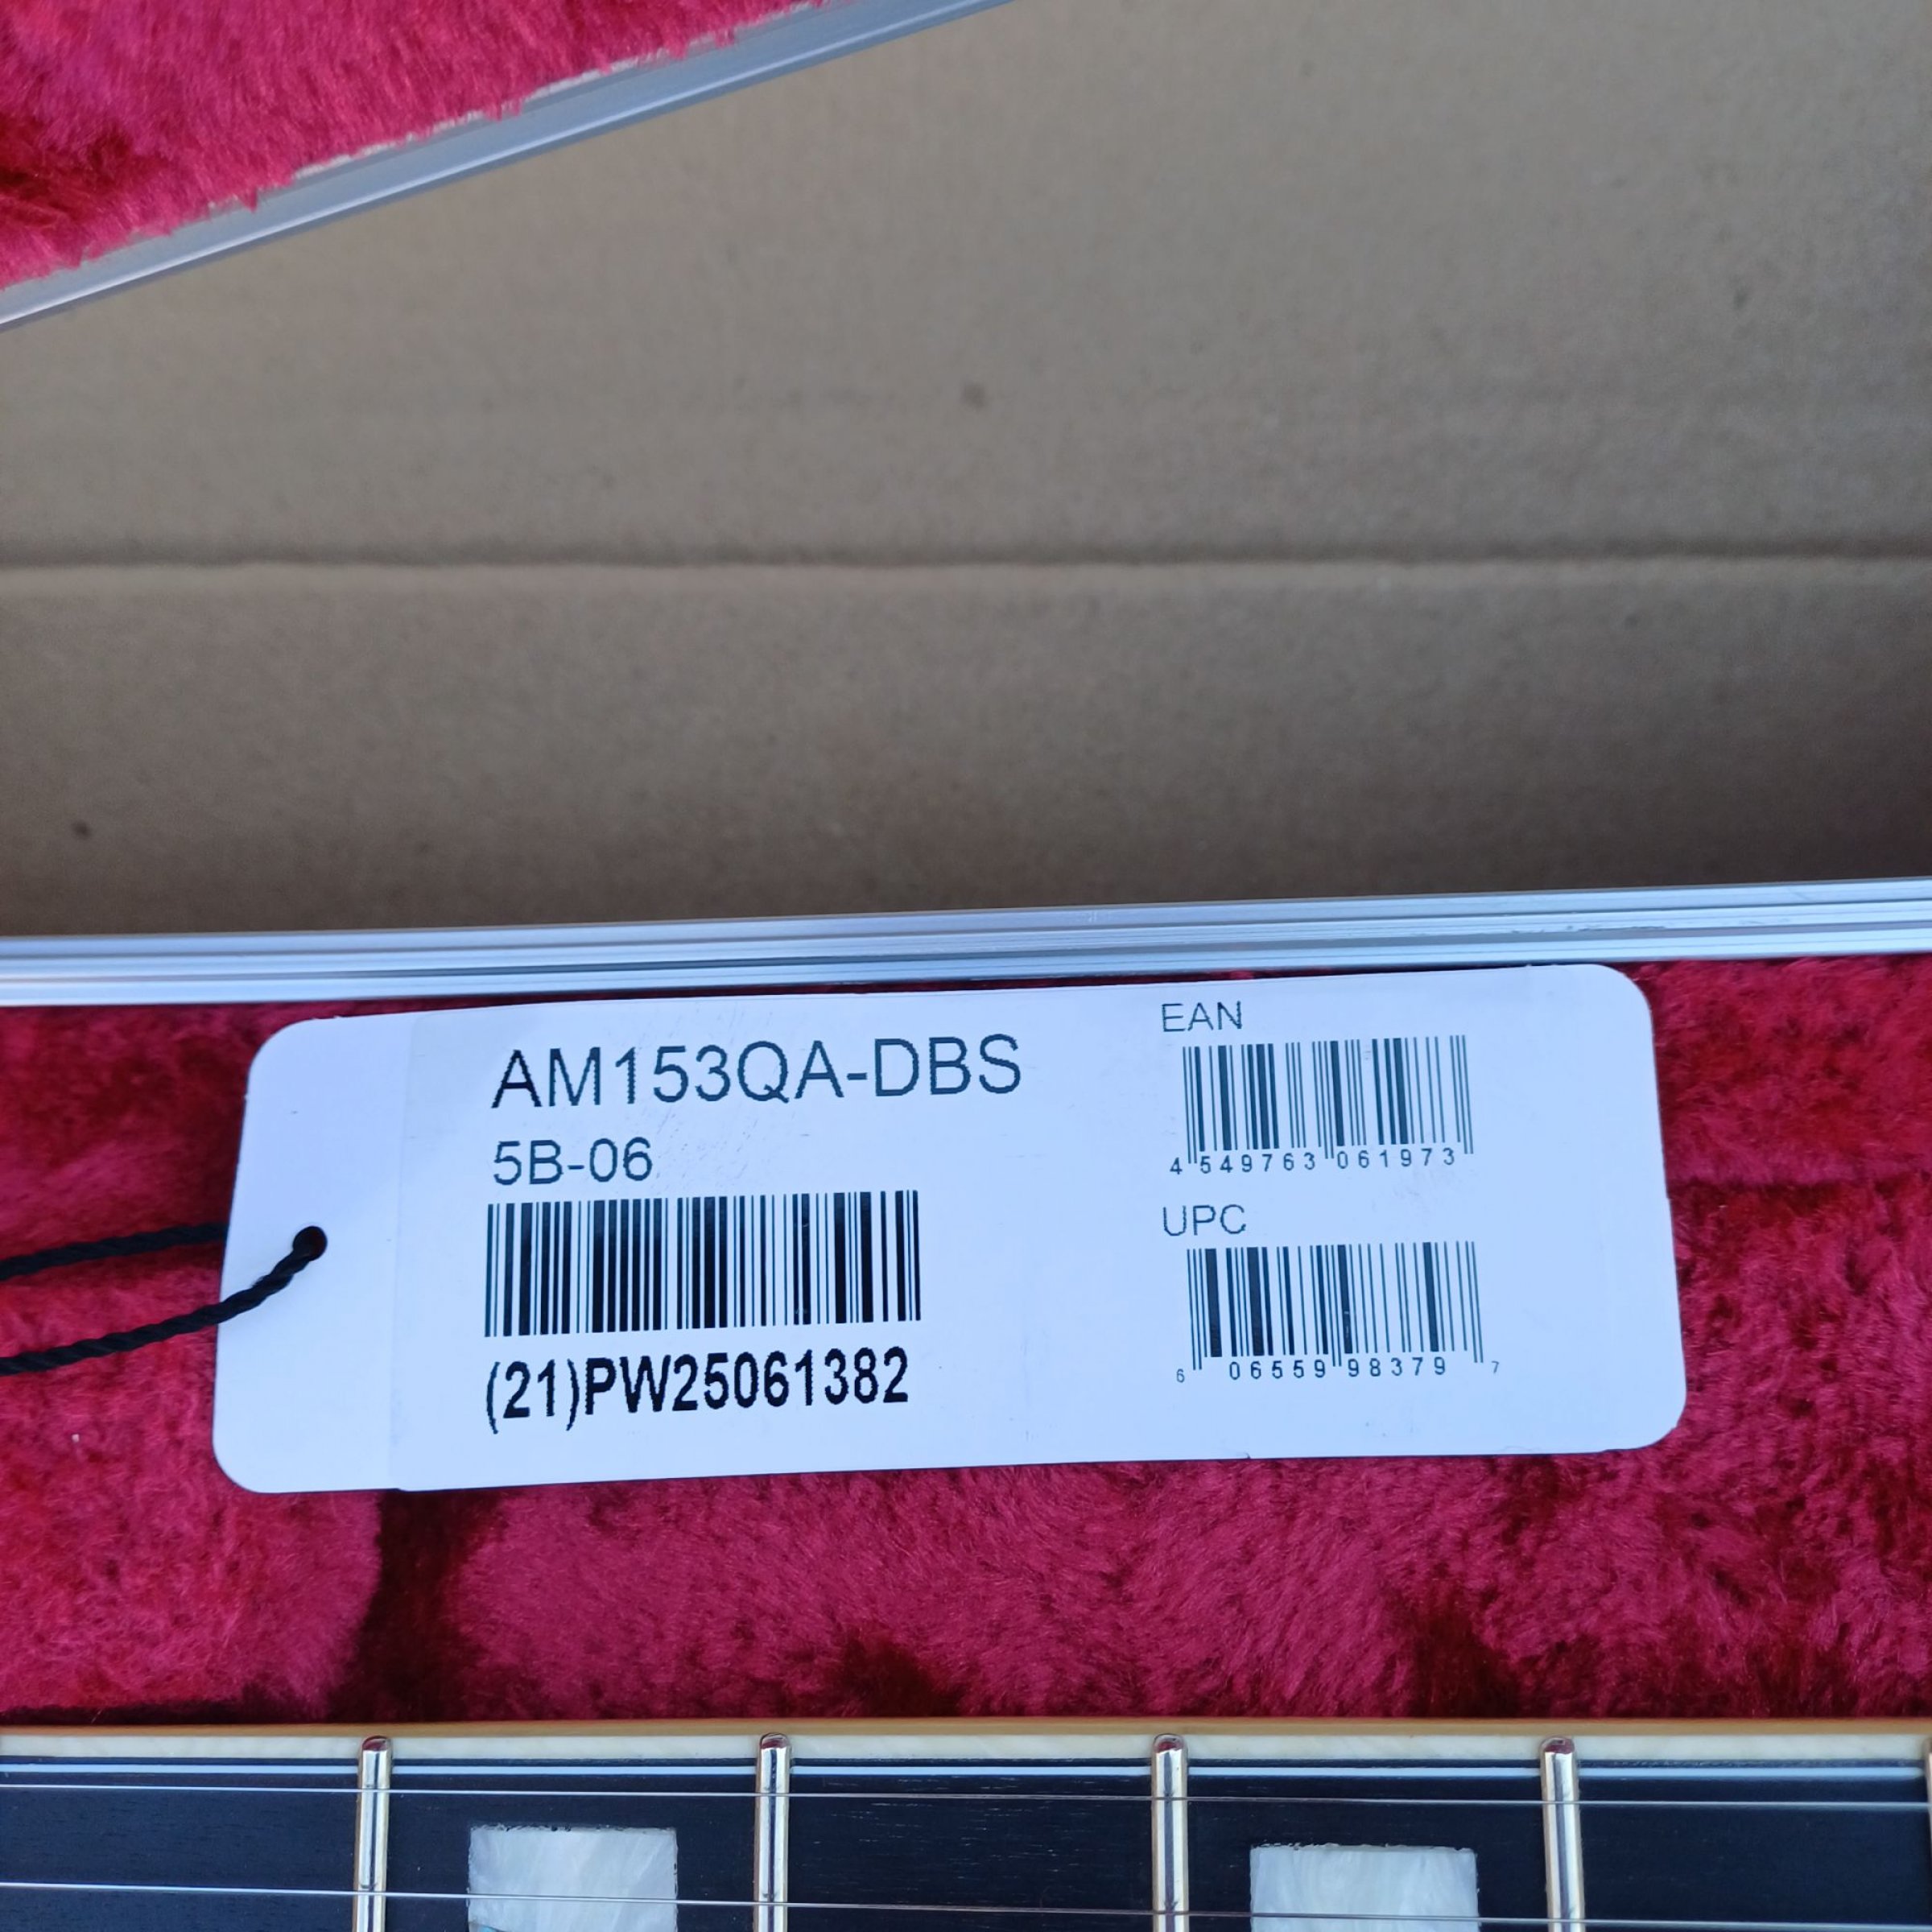 AM153QA-DBS
5B-06
(21)PW25061382
EAN
4 549763 061973
UPC
6 06559 98379 7